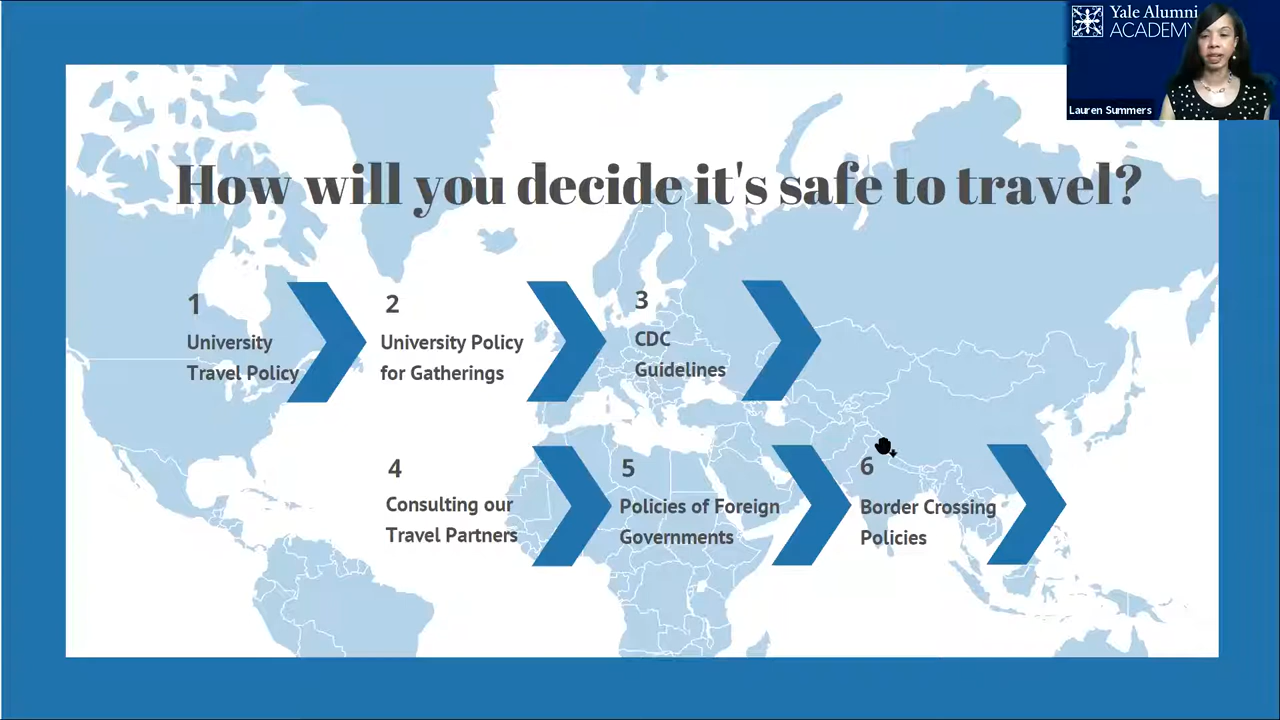 Yale Alumni
ACADEMY
Lauren Summers
How will you decide it's safe to travel?
1
University
Travel Policy
2
University Policy
for Gatherings
3
CDC
Guidelines
4
Consulting our
Travel Partners
5
Policies of Foreign
Governments
6
Border Crossing
Policies